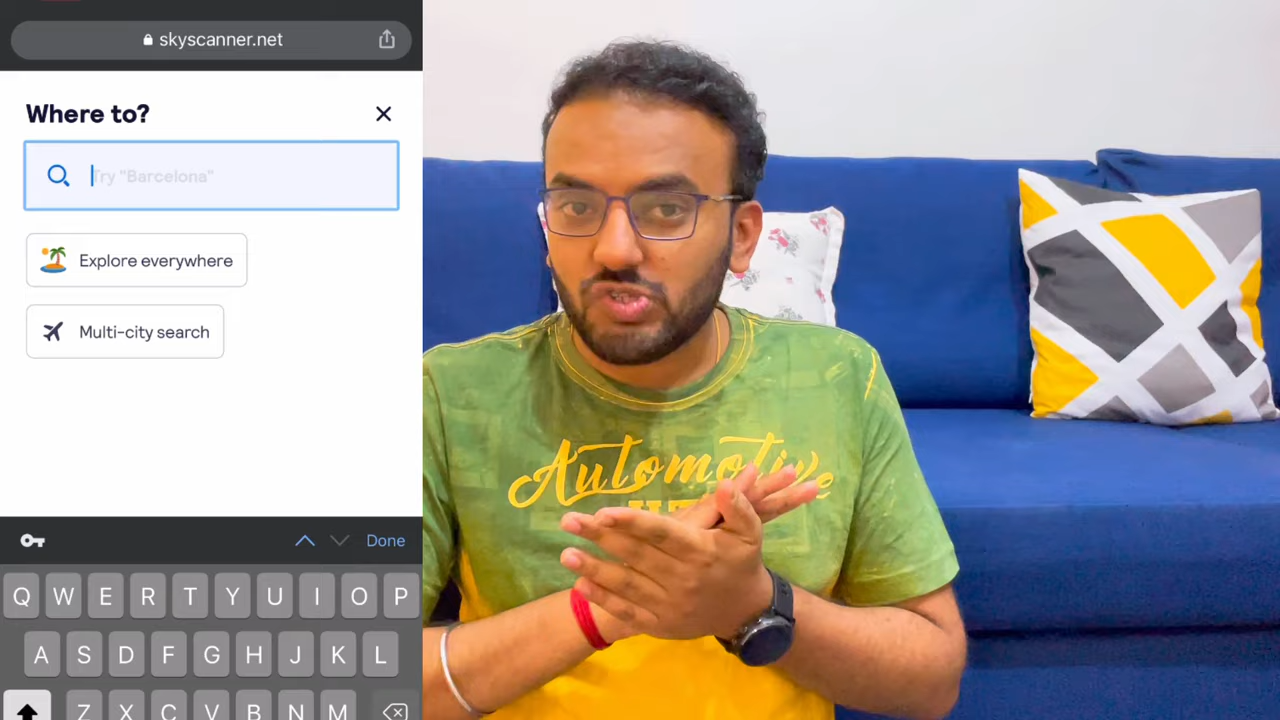 skyscanner.net
Where to?
Try "Barcelona"
Explore everywhere
Multi-city search
Done
Q W E R T Y U I O P
A S D F G H J K L
Z X C V B N M
Automotive